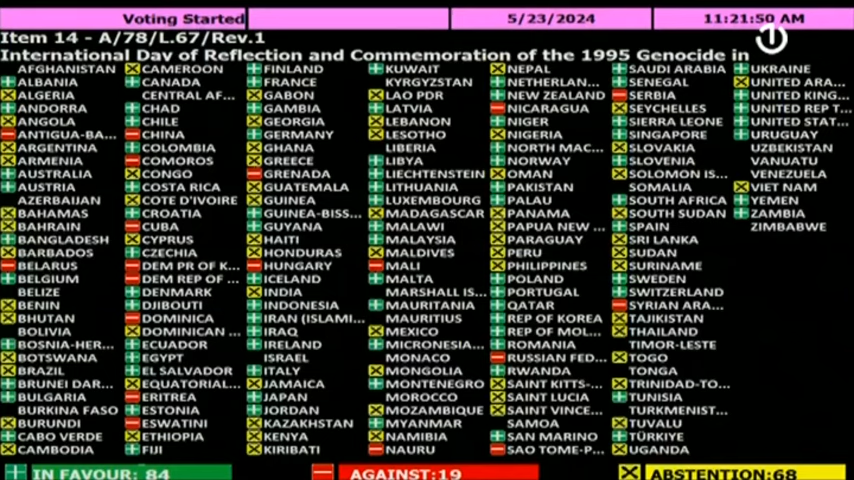 Voting Started 5/23/2024 11:21:50 AM
Item 14 - A/78/L.67/Rev.1
International Day of Reflection and Commemoration of the 1995 Genocide in
AFGHANISTAN CAMEROON FINLAND KUWAIT NEPAL SAUDI ARABIA UKRAINE
ALBANIA CANADA FRANCE KYRGYZSTAN NETHERLAN... SENEGAL UNITED ARA...
ALGERIA CENTRAL AF... GABON LAO PDR NEW ZEALAND SERBIA UNITED KING...
ANDORRA CHAD GAMBIA LATVIA NICARAGUA SEYCHELLES UNITED REP T...
ANGOLA CHILE GEORGIA LEBANON NIGER SIERRA LEONE UNITED STAT...
ANTIGUA-BA... CHINA GERMANY LESOTHO NIGERIA SINGAPORE URUGUAY
ARGENTINA COLOMBIA GHANA LIBERIA NORTH MAC... SLOVAKIA UZBEKISTAN
ARMENIA COMOROS GREECE LIBYA NORWAY SLOVENIA VANUATU
AUSTRALIA CONGO GRENADA LIECHTENSTEIN OMAN SOLOMON IS... VENEZUELA
AUSTRIA COSTA RICA GUATEMALA LITHUANIA PAKISTAN SOMALIA VIET NAM
AZERBAIJAN COTE D'IVOIRE GUINEA LUXEMBOURG PALAU SOUTH AFRICA YEMEN
BAHAMAS CROATIA GUINEA-BISS... MADAGASCAR PANAMA SOUTH SUDAN ZAMBIA
BAHRAIN CUBA GUYANA MALAWI PAPUA NEW ... SPAIN ZIMBABWE
BANGLADESH CYPRUS HAITI MALAYSIA PARAGUAY SRI LANKA
BARBADOS CZECHIA HONDURAS MALDIVES PERU SUDAN
BELARUS DEM PR OF K... HUNGARY MALI PHILIPPINES SURINAME
BELGIUM DEM REP OF ... ICELAND MALTA POLAND SWEDEN
BELIZE DENMARK INDIA MARSHALL IS... PORTUGAL SWITZERLAND
BENIN DJIBOUTI INDONESIA MAURITANIA QATAR SYRIAN ARA...
BHUTAN DOMINICA IRAN (ISLAMI... MAURITIUS REP OF KOREA TAJIKISTAN
BOLIVIA DOMINICAN ... IRAQ MEXICO REP OF MOL... THAILAND
BOSNIA-HER... ECUADOR IRELAND MICRONESIA... ROMANIA TIMOR-LESTE
BOTSWANA EGYPT ISRAEL MONACO RUSSIAN FED... TOGO
BRAZIL EL SALVADOR ITALY MONGOLIA RWANDA TONGA
BRUNEI DAR... EQUATORIAL... JAMAICA MONTENEGRO SAINT KITTS-... TRINIDAD-TO...
BULGARIA ERITREA JAPAN MOROCCO SAINT LUCIA TUNISIA
BURKINA FASO ESTONIA JORDAN MOZAMBIQUE SAINT VINCE... TURKMENIST...
BURUNDI ESWATINI KAZAKHSTAN MYANMAR SAMOA TUVALU
CABO VERDE ETHIOPIA KENYA NAMIBIA SAN MARINO TÜRKIYE
CAMBODIA FIJI KIRIBATI NAURU SAO TOME-P... UGANDA
IN FAVOUR: 84 AGAINST:19 ABSTENTION:68